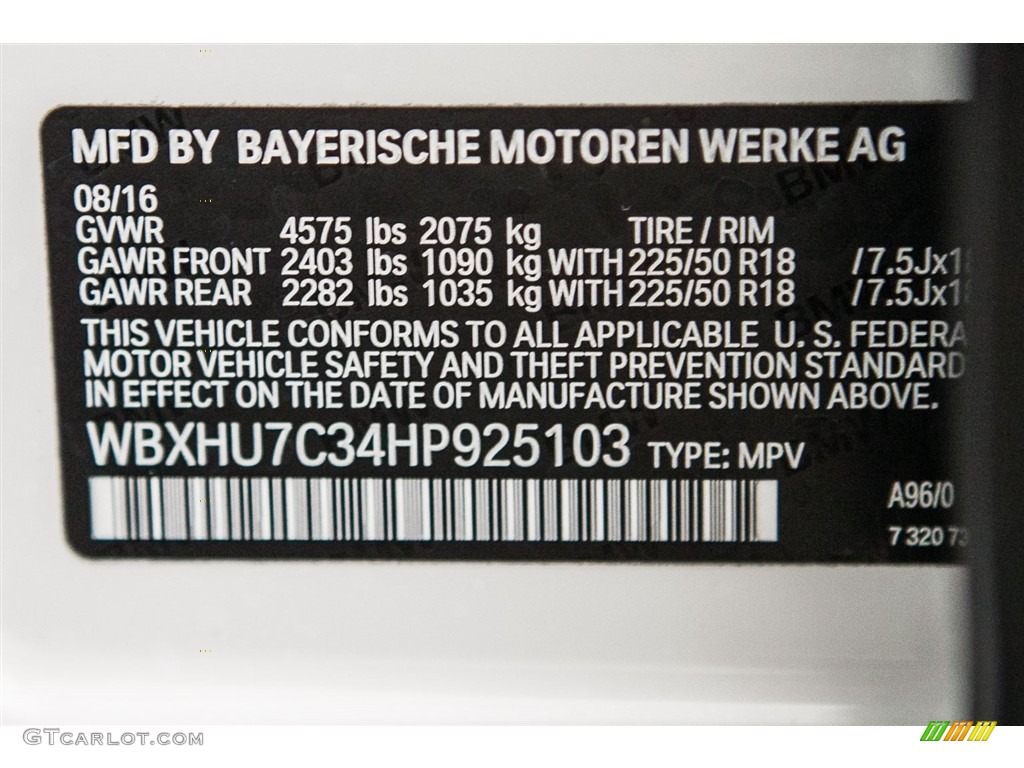 MFD BY BAYERISCHE MOTOREN WERKE AG
08/16
GVWR 4575 lbs 2075 kg TIRE / RIM
GAWR FRONT 2403 lbs 1090 kg WITH 225/50 R18 /7.5Jx18
GAWR REAR 2282 lbs 1035 kg WITH 225/50 R18 /7.5Jx18
THIS VEHICLE CONFORMS TO ALL APPLICABLE U. S. FEDERA
MOTOR VEHICLE SAFETY AND THEFT PREVENTION STANDARD
IN EFFECT ON THE DATE OF MANUFACTURE SHOWN ABOVE.
WBXHU7C34HP925103 TYPE: MPV
A96/0
7 320 73
GTcarlot.com